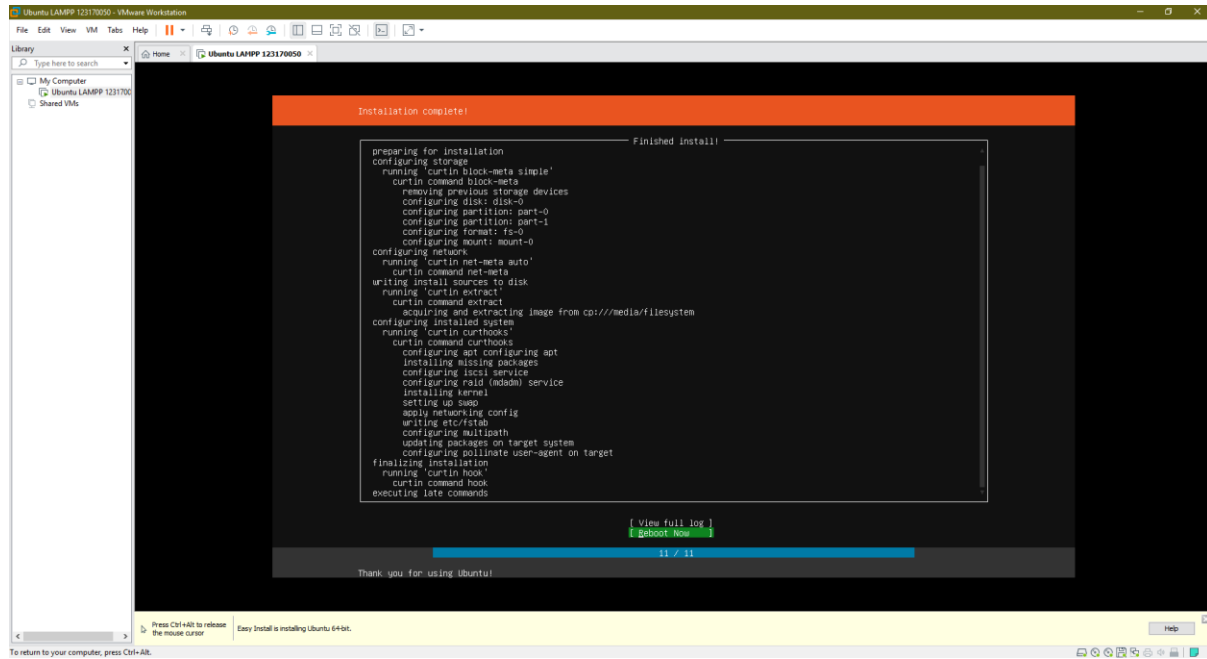 Ubuntu LAMPP 123170050 - VMware Workstation
File Edit View VM Tabs Help
Library
Home
Ubuntu LAMPP 123170050
Type here to search
My Computer
Ubuntu LAMPP 1231700
Shared VMs
Installation complete!
Finished install!
preparing for installation
configuring storage
running 'curtin block-meta simple'
curtin command block-meta
removing previous storage devices
configuring disk: disk-0
configuring partition: part-0
configuring partition: part-1
configuring format: fs-0
configuring mount: mount-0
configuring network
running 'curtin net-meta auto'
curtin command net-meta
writing install sources to disk
running 'curtin extract'
curtin command extract
acquiring and extracting image from cp:///media/filesystem
configuring installed system
running 'curtin curthooks'
curtin command curthooks
configuring apt configuring apt
installing missing packages
configuring iscsi service
configuring raid (mdadm) service
installing kernel
setting up swap
apply networking config
writing etc/fstab
configuring multipath
updating packages on target system
configuring pollinate user-agent on target
finalizing installation
running 'curtin hook'
curtin command hook
executing late commands
[ View full log ]
[ Reboot Now ]
11 / 11
Thank you for using Ubuntu!
Press Ctrl+Alt to release
the mouse cursor
Easy Install is installing Ubuntu 64-bit.
Help
To return to your computer, press Ctrl+Alt.